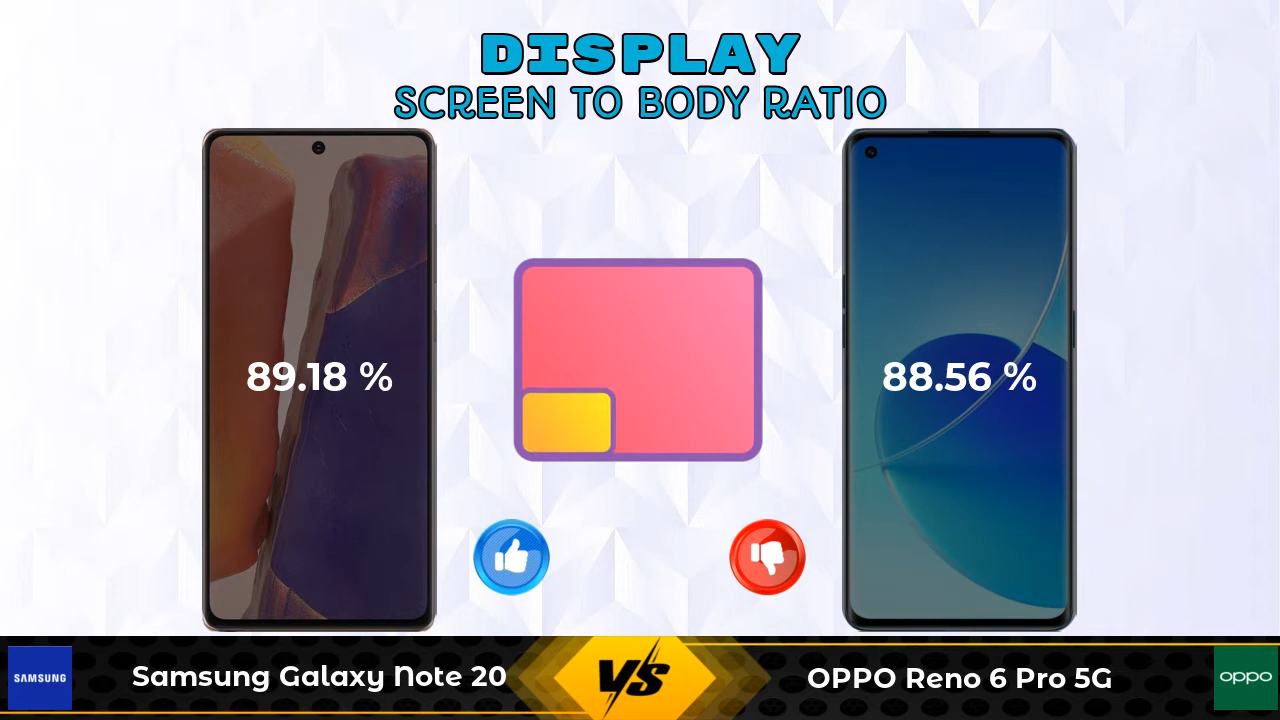 DISPLAY
SCREEN TO BODY RATIO
89.18 %
88.56 %
SAMSUNG
Samsung Galaxy Note 20
VS
OPPO Reno 6 Pro 5G
oppo